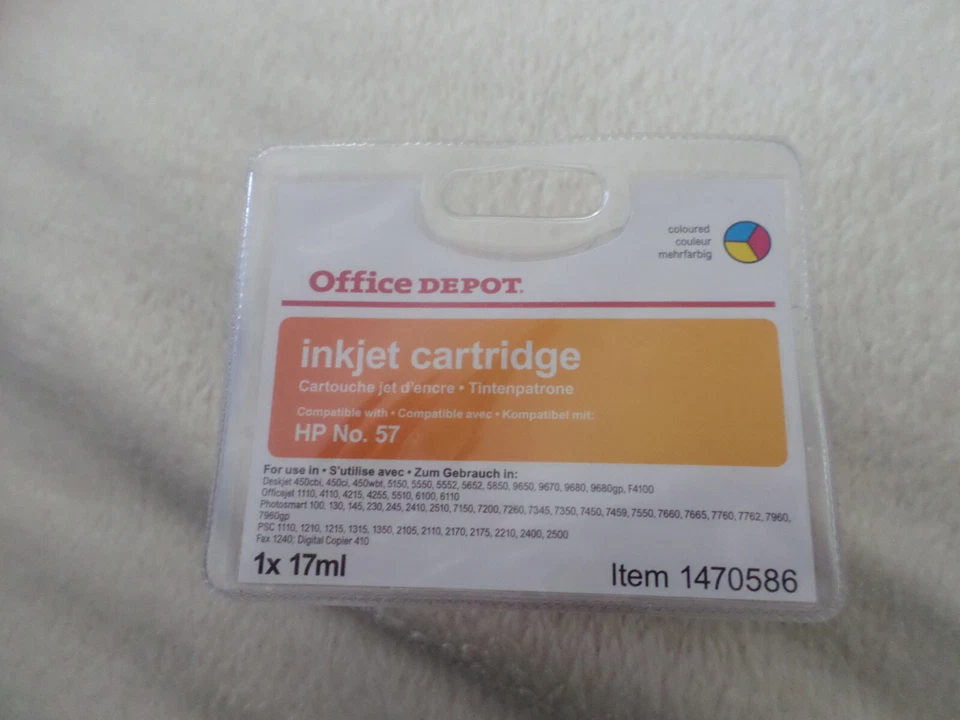 coloured
couleur
mehrfarbig
Office DEPOT.
inkjet cartridge
Cartouche jet d'encre • Tintenpatrone
Compatible with • Compatible avec • Kompatibel mit:
HP No. 57
For use in • S'utilise avec • Zum Gebrauch in:
Deskjet 450cbi, 450ci, 450wbt, 5150, 5550, 5552, 5652, 5850, 9650, 9670, 9680, 9680gp, F4100
Officejet 1110, 4110, 4215, 4255, 5510, 6100, 6110
Photosmart 100, 130, 145, 230, 245, 2410, 2510, 7150, 7200, 7260, 7345, 7350, 7450, 7459, 7550, 7660, 7665, 7760, 7762, 7960,
7960gp
PSC 1110, 1210, 1215, 1315, 1350, 2105, 2110, 2170, 2175, 2210, 2400, 2500
Fax 1240; Digital Copier 410
1x 17ml
Item 1470586